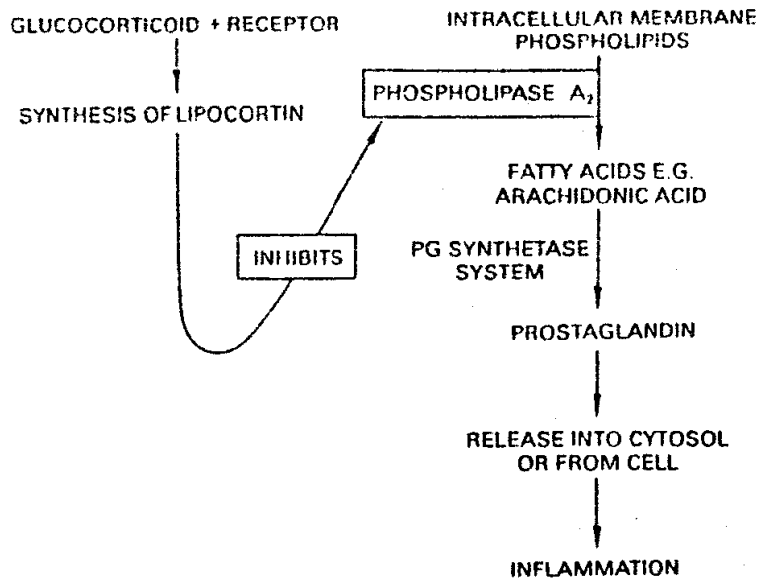 GLUCOCORTICOID + RECEPTOR
SYNTHESIS OF LIPOCORTIN
INHIBITS
INTRACELLULAR MEMBRANE
PHOSPHOLIPIDS
PHOSPHOLIPASE A₂
FATTY ACIDS E.G.
ARACHIDONIC ACID
PG SYNTHETASE
SYSTEM
PROSTAGLANDIN
RELEASE INTO CYTOSOL
OR FROM CELL
INFLAMMATION